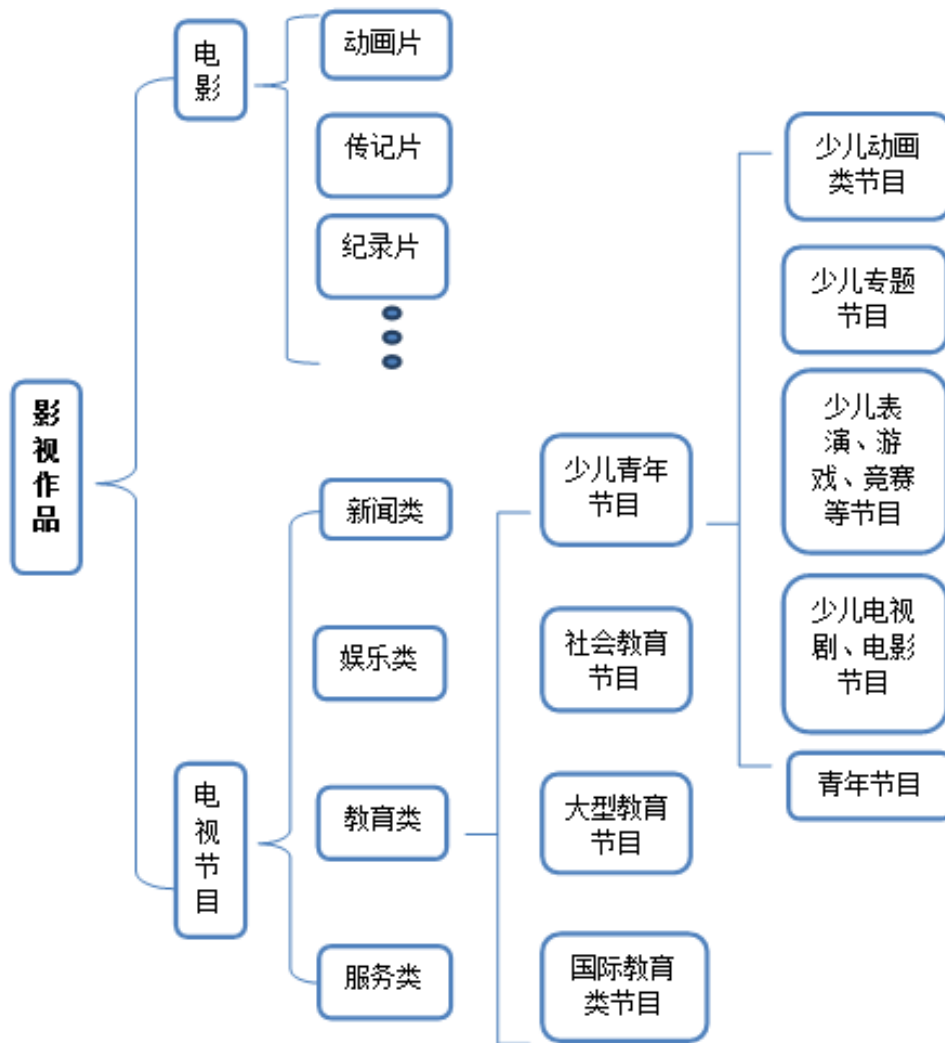 影视作品
电影
动画片
传记片
纪录片
电视节目
新闻类
娱乐类
教育类
服务类
少儿青年
节目
社会教育
节目
大型教育
节目
国际教育
类节目
少儿动画
类节目
少儿专题
节目
少儿表
演、游
戏、竞赛
等节目
少儿电视
剧、电影
节目
青年节目